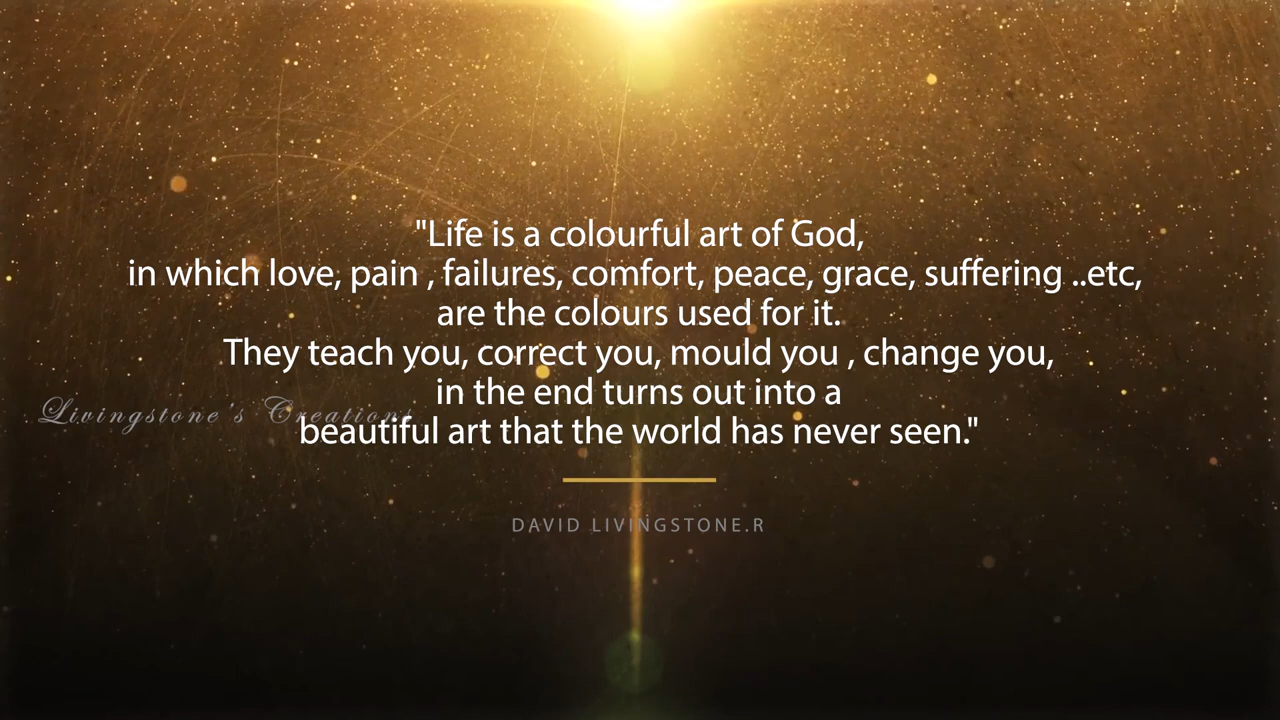 "Life is a colourful art of God,
in which love, pain , failures, comfort, peace, grace, suffering ..etc,
are the colours used for it.
They teach you, correct you, mould you , change you,
in the end turns out into a
Livingstone's Creations
beautiful art that the world has never seen."
DAVID LIVINGSTONE.R